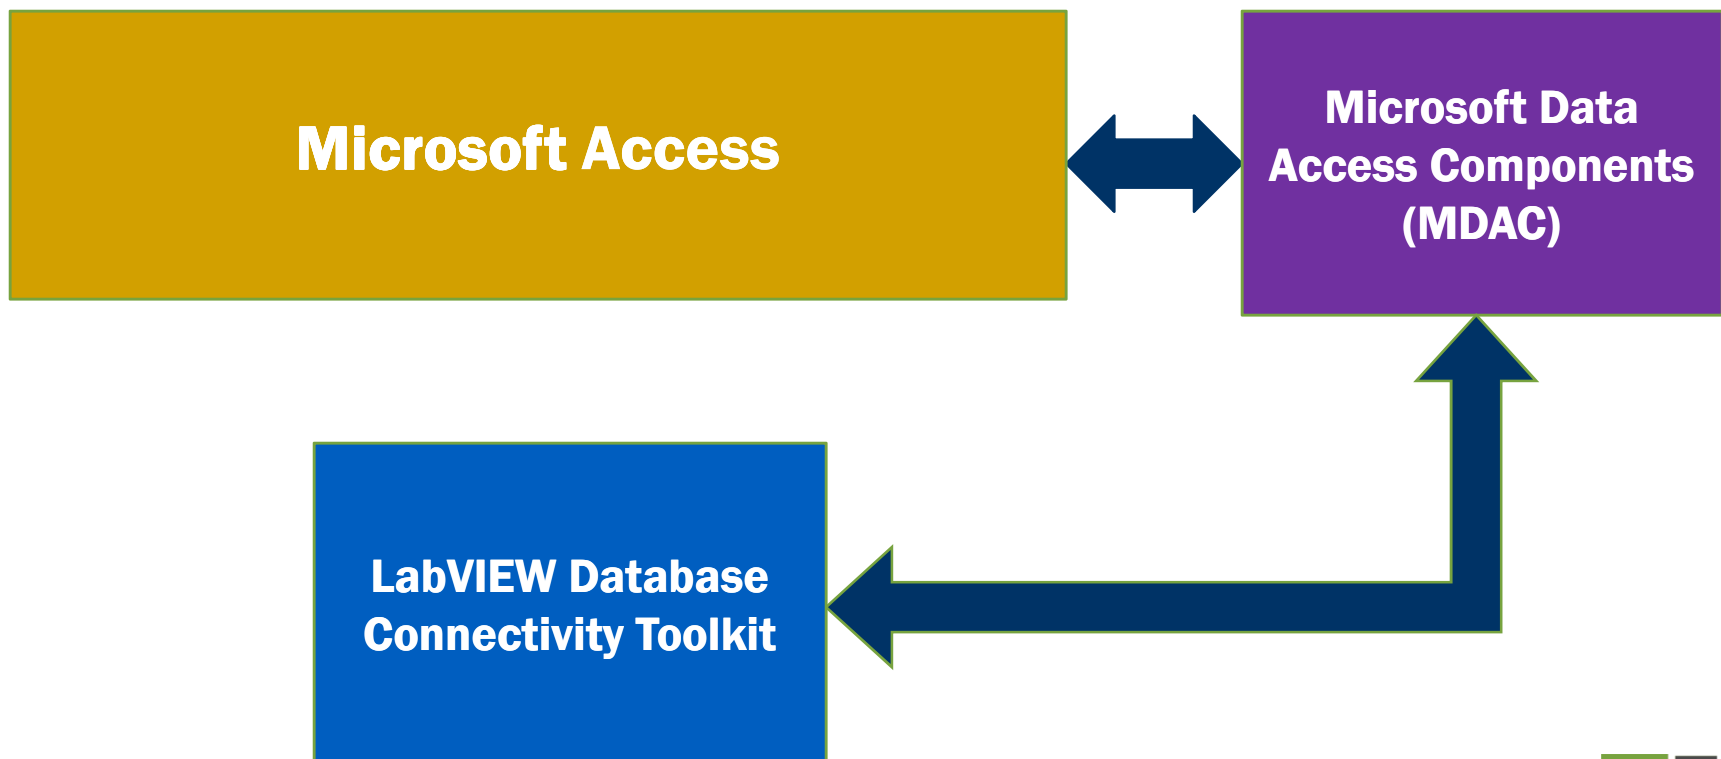 Microsoft Access
Microsoft Data
Access Components
(MDAC)
LabVIEW Database
Connectivity Toolkit